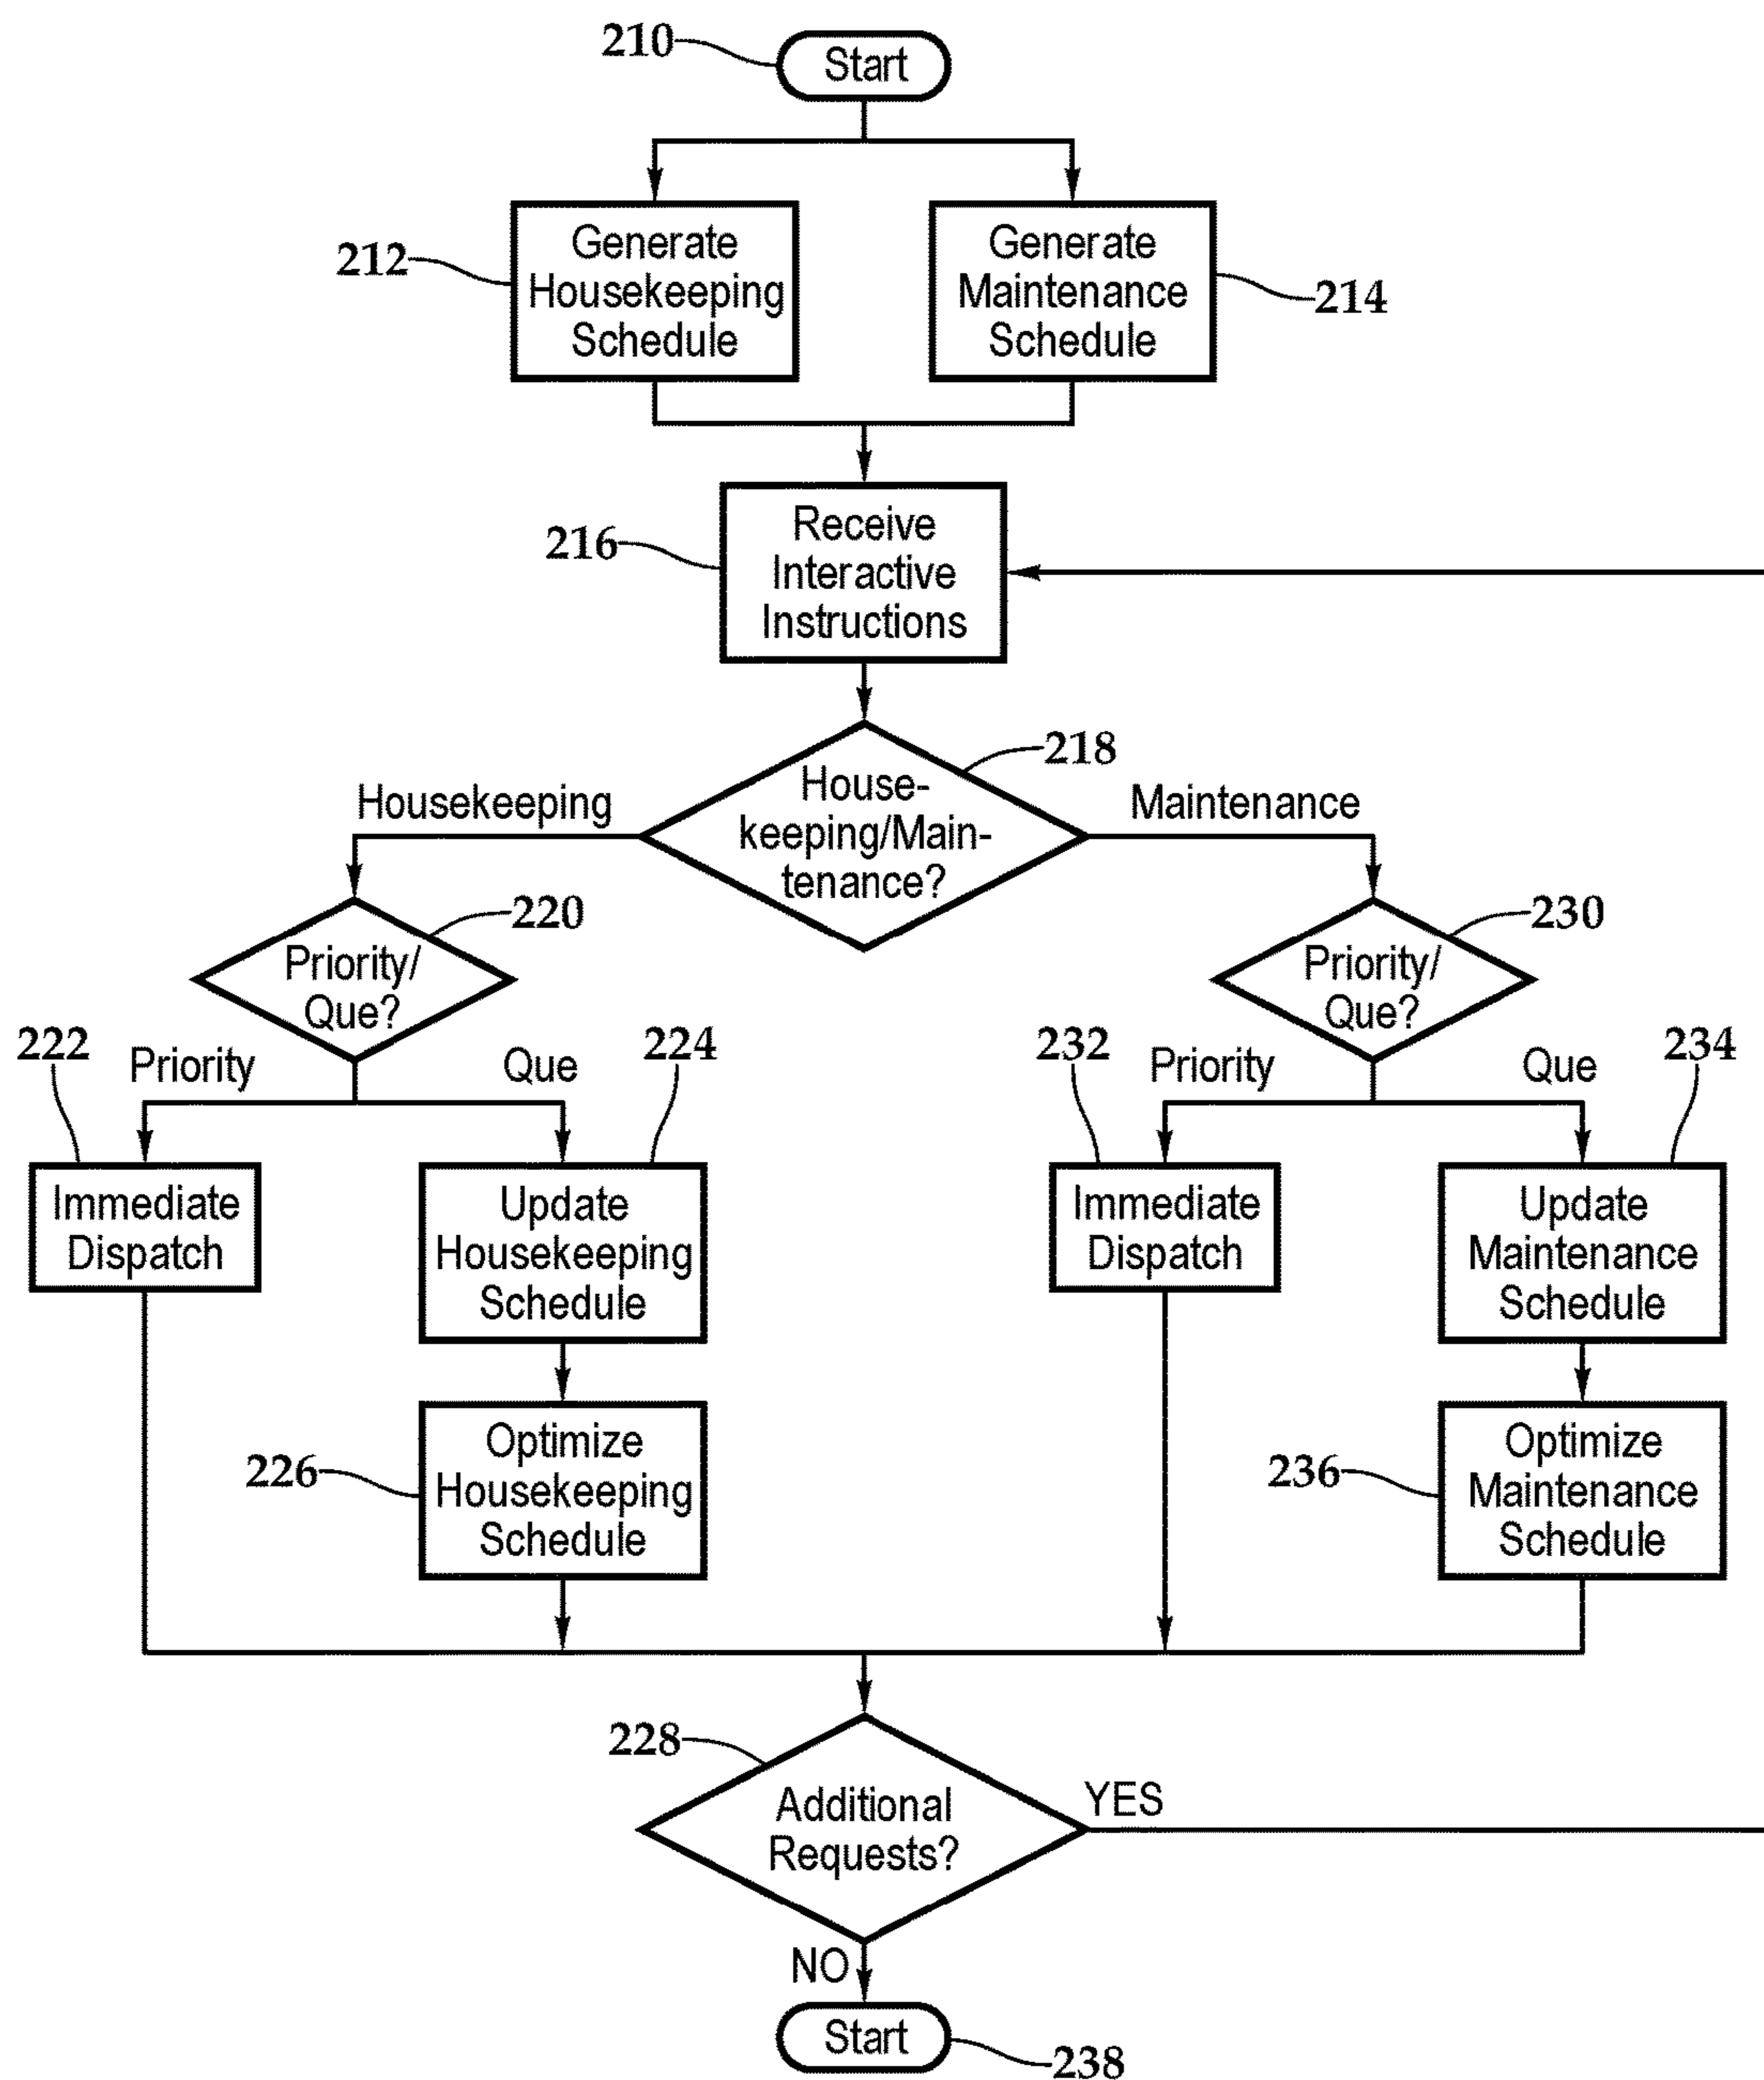 210
Start
212
Generate
Housekeeping
Schedule
Generate
Maintenance
Schedule
214
216
Receive
Interactive
Instructions
218
House-
keeping/Main-
tenance?
Housekeeping
Maintenance
220
Priority/
Que?
230
Priority/
Que?
222
Priority
Que
224
232
Priority
Que
234
Immediate
Dispatch
Update
Housekeeping
Schedule
Immediate
Dispatch
Update
Maintenance
Schedule
226
Optimize
Housekeeping
Schedule
236
Optimize
Maintenance
Schedule
228
Additional
Requests?
YES
NO
Start
238